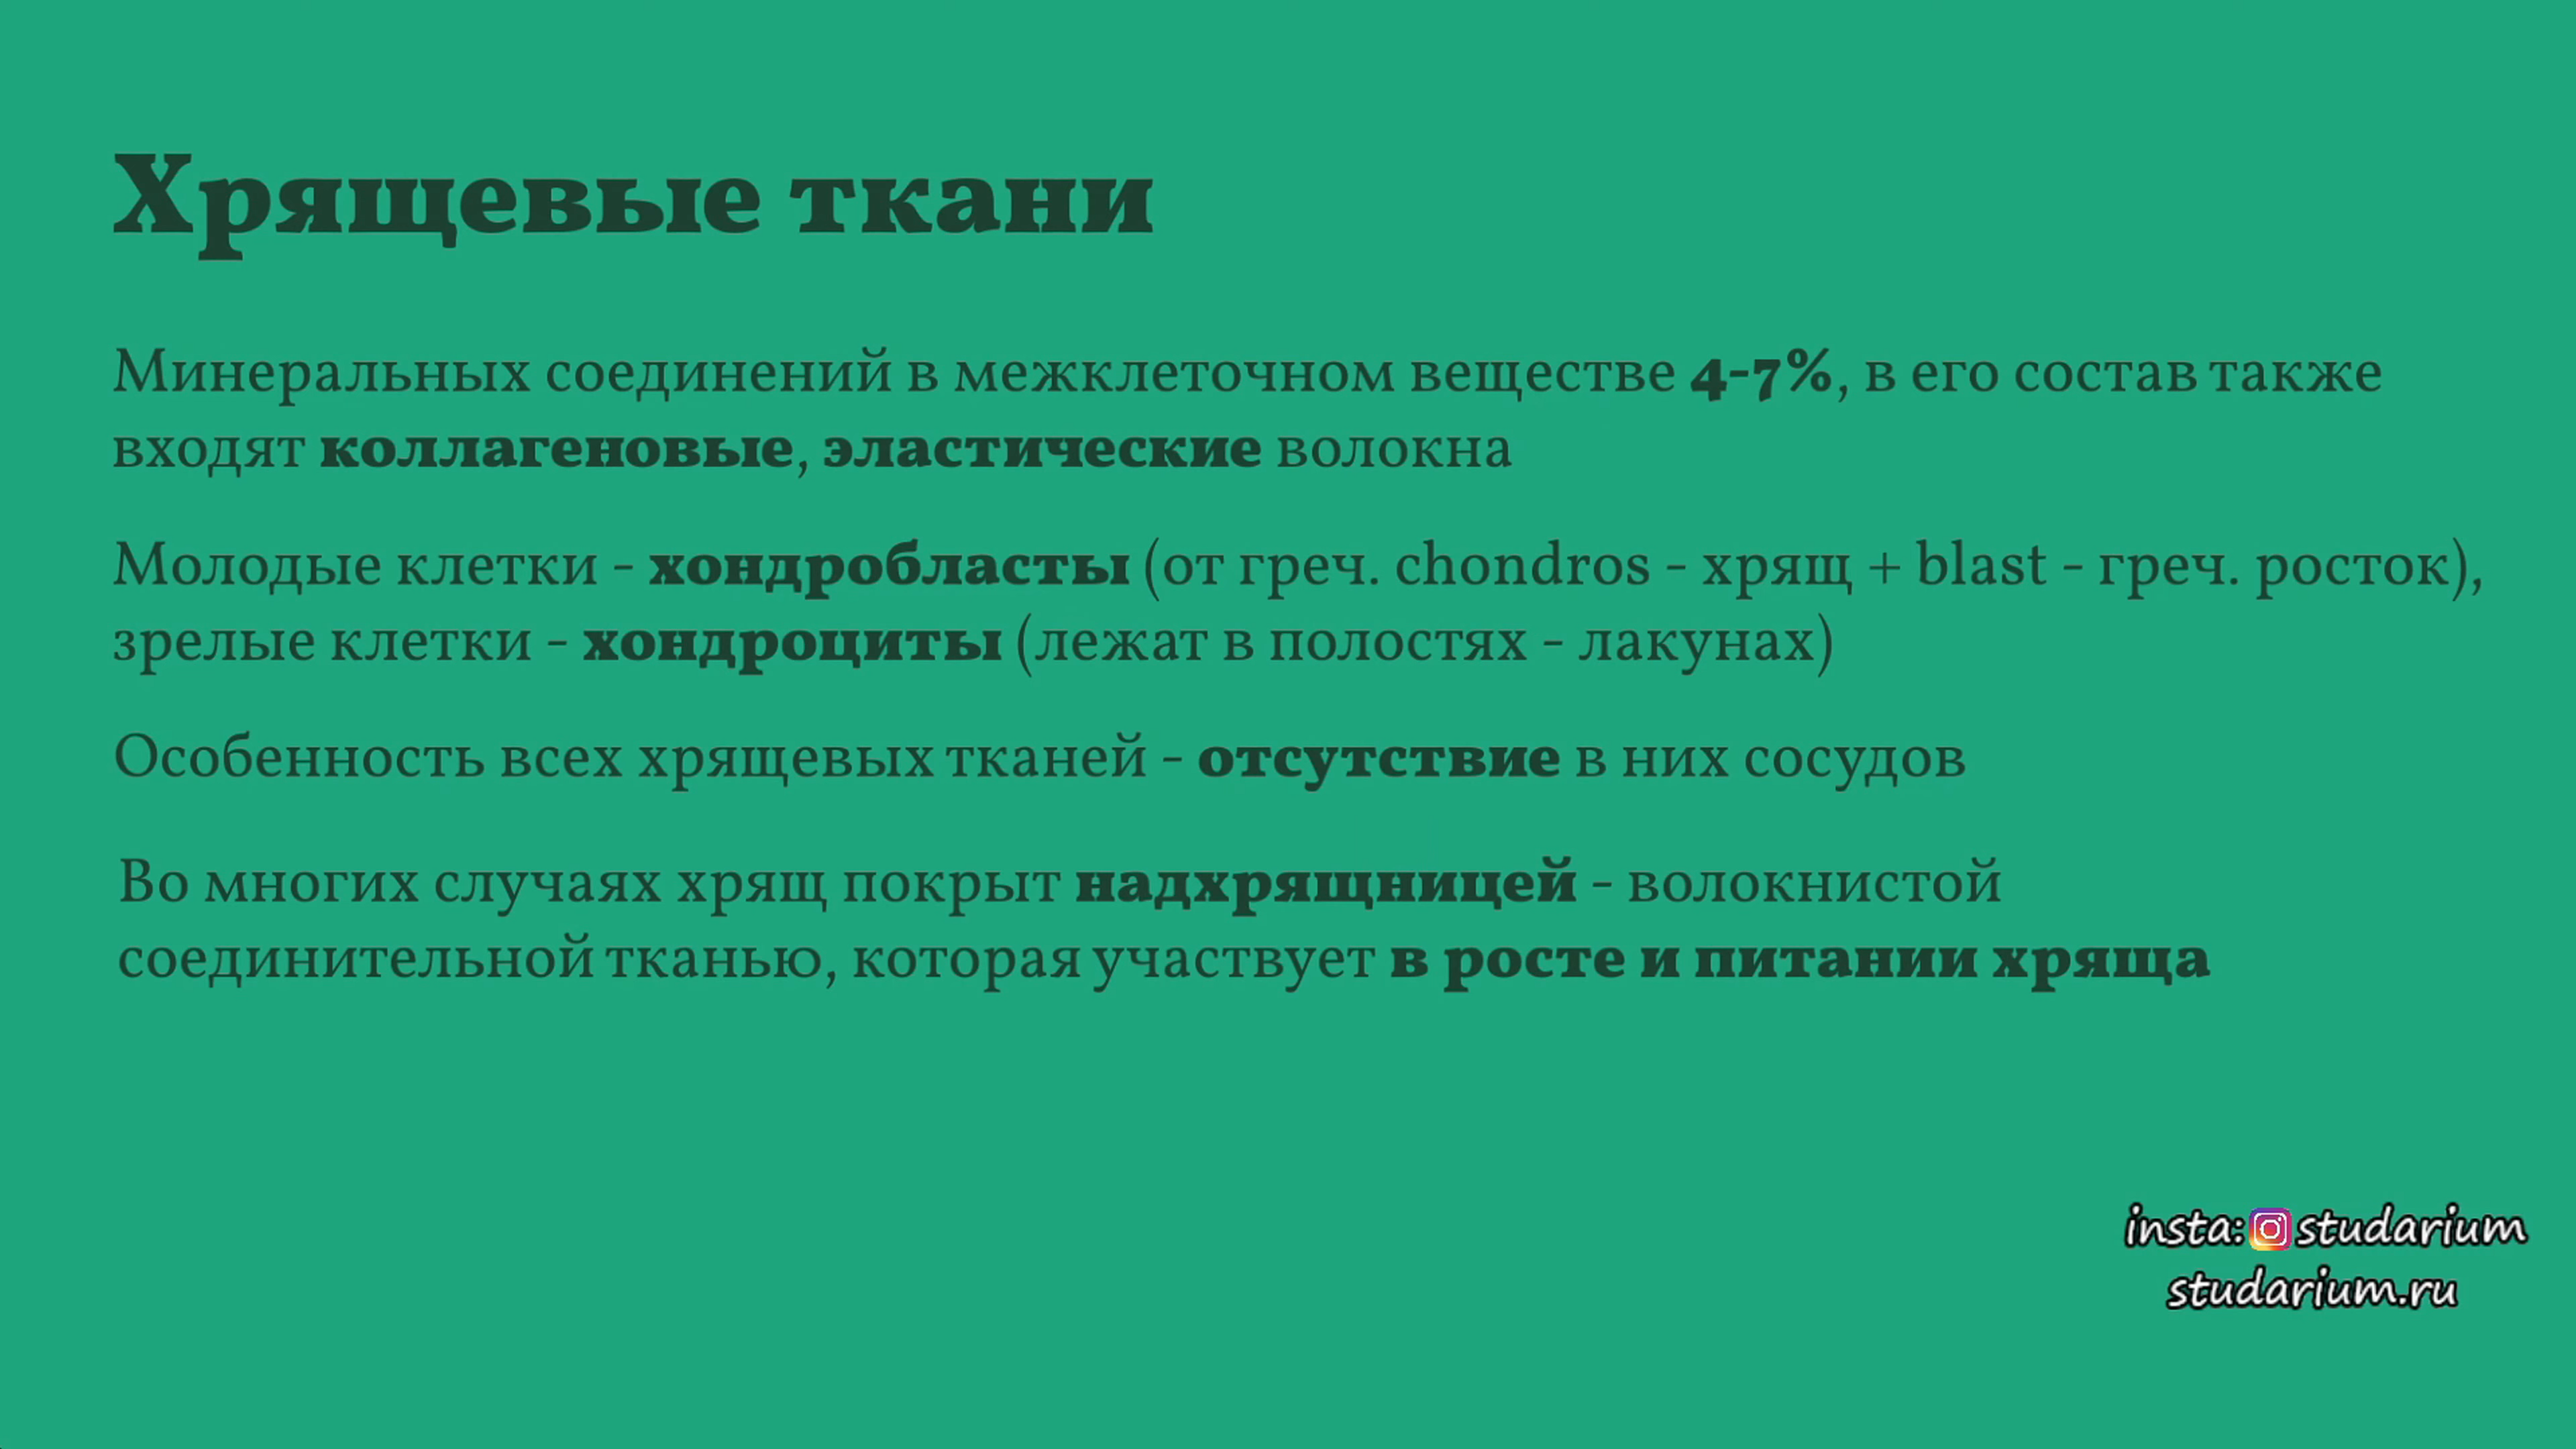 Хрящевые ткани
Минеральных соединений в межклеточном веществе 4-7%, в его состав также
входят коллагеновые, эластические волокна
Молодые клетки - хондробласты (от греч. chondros - хрящ + blast - греч. росток),
зрелые клетки - хондроциты (лежат в полостях - лакунах)
Особенность всех хрящевых тканей - отсутствие в них сосудов
Во многих случаях хрящ покрыт надхрящницей - волокнистой
соединительной тканью, которая участвует в росте и питании хряща
insta: studarium
studarium.ru